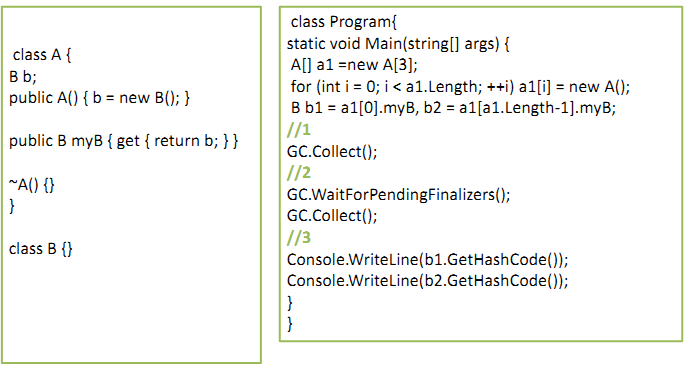 class A {
B b;
public A() { b = new B(); }
public B myB { get { return b; } }
~A() {}
}
class B {}
class Program{
static void Main(string[] args) {
A[] a1 =new A[3];
for (int i = 0; i < a1.Length; ++i) a1[i] = new A();
B b1 = a1[0].myB, b2 = a1[a1.Length-1].myB;
//1
GC.Collect();
//2
GC.WaitForPendingFinalizers();
GC.Collect();
//3
Console.WriteLine(b1.GetHashCode());
Console.WriteLine(b2.GetHashCode());
}
}